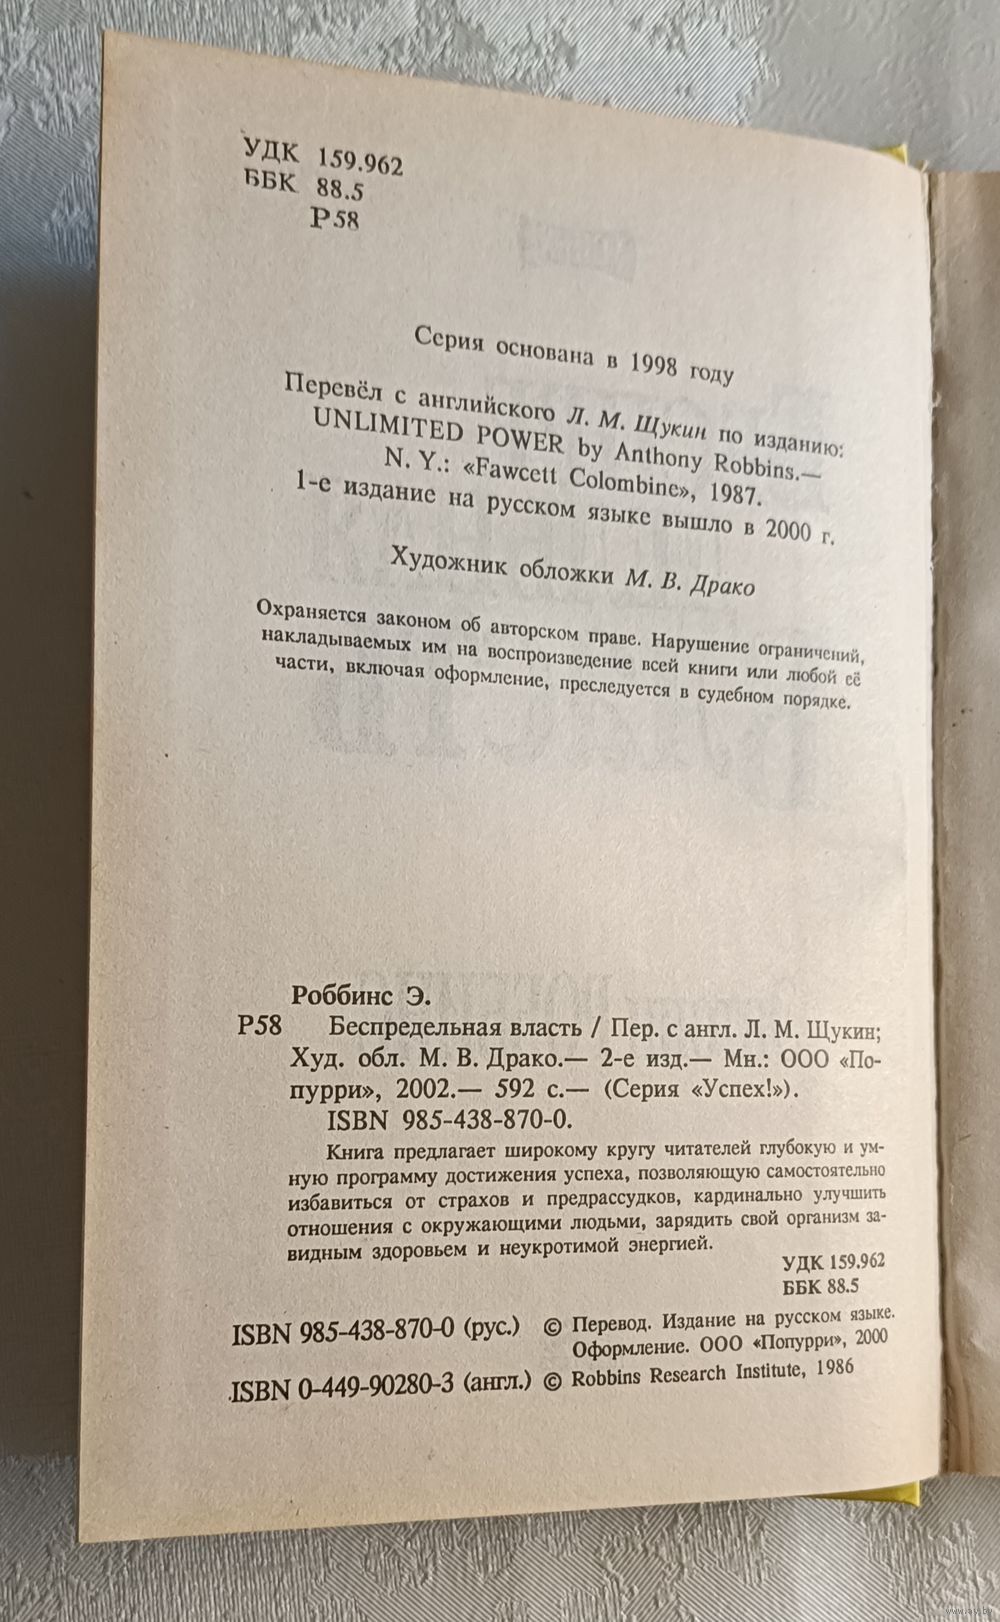 УДК 159.962
ББК 88.5
Р58
Серия основана в 1998 году
Перевёл с английского Л. М. Щукин по изданию:
UNLIMITED POWER by Anthony Robbins.—
N. Y.: «Fawcett Colombine», 1987.
1-е издание на русском языке вышло в 2000 г.
Художник обложки М. В. Драко
Охраняется законом об авторском праве. Нарушение ограничений,
накладываемых им на воспроизведение всей книги или любой её
части, включая оформление, преследуется в судебном порядке.
Роббинс Э.
Р58 Беспредельная власть / Пер. с англ. Л. М. Щукин;
Худ. обл. М. В. Драко.— 2-е изд.— Мн.: ООО «По-
пурри», 2002.— 592 с.— (Серия «Успех!»).
ISBN 985-438-870-0.
Книга предлагает широкому кругу читателей глубокую и ум-
ную программу достижения успеха, позволяющую самостоятельно
избавиться от страхов и предрассудков, кардинально улучшить
отношения с окружающими людьми, зарядить свой организм за-
видным здоровьем и неукротимой энергией.
УДК 159.962
ББК 88.5
ISBN 985-438-870-0 (рус.) © Перевод. Издание на русском языке.
Оформление. ООО «Попурри», 2000
ISBN 0-449-90280-3 (англ.) © Robbins Research Institute, 1986
www.ay.by